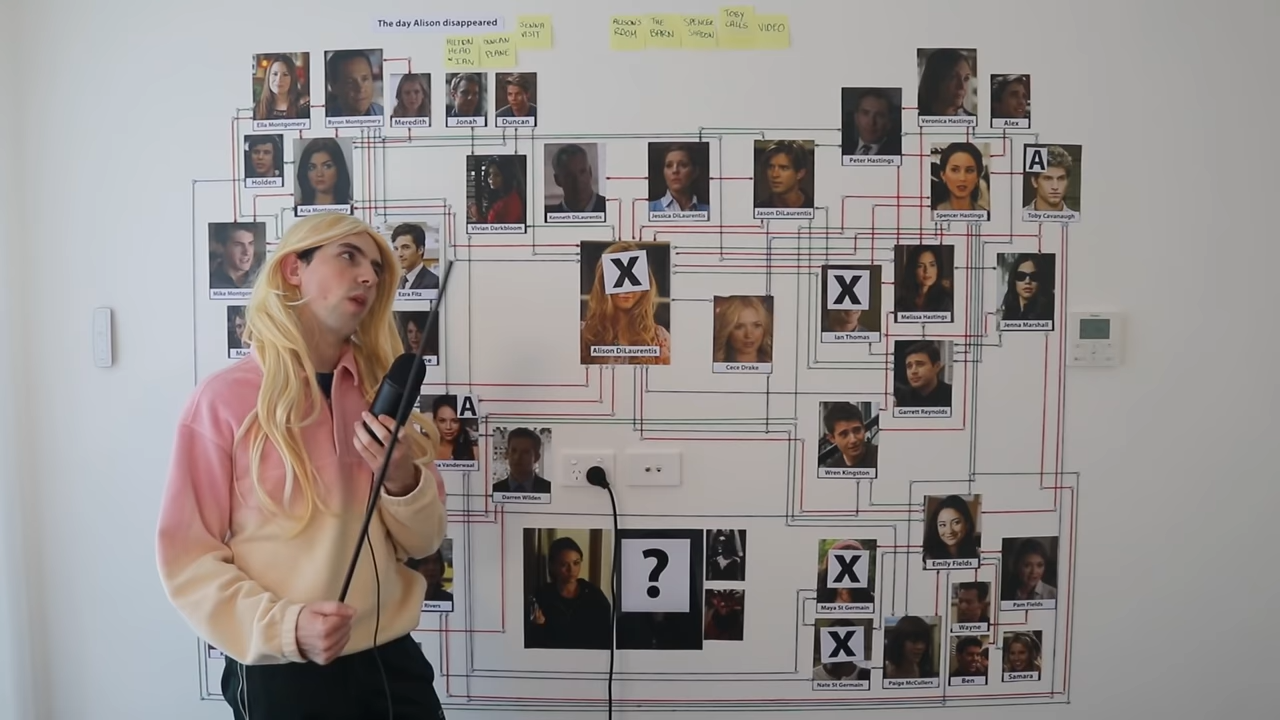 The day Alison disappeared
HILTON
HEAD
IAN
DUNCAN
PLANE
JENNA
VISIT
ALISON'S
ROOM
THE
BARN
SPENCER
TOBY
CALLS
VIDEO
Ella Montgomery
Byron Montgomery
Meredith
Jonah
Duncan
Peter Hastings
Veronica Hastings
Alex
Holden
Aria Montgomery
Vivian Darkbloom
Kenneth DiLaurentis
Jessica DiLaurentis
Jason DiLaurentis
Spencer Hastings
A
Toby Cavanaugh
Mike Montgom
Ezra Fitz
X
Alison DiLaurentis
Cece Drake
X
Ian Thomas
Melissa Hastings
Jenna Marshall
Garrett Reynolds
A
na Vanderwaal
Darren Wilden
Wren Kingston
?
Emily Fields
X
Maya St Germain
Rivers
Pam Fields
Wayne
X
Nate St Germain
Paige McCullers
Ben
Samara